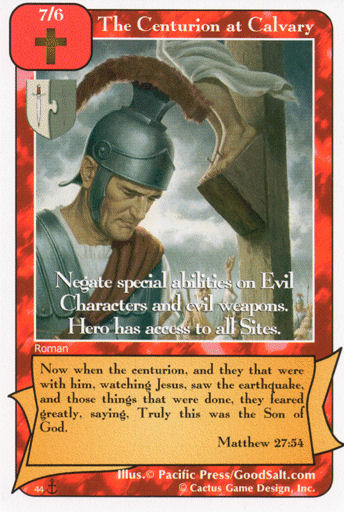 7/6
The Centurion at Calvary
Negate special abilities on Evil
Characters and evil weapons.
Hero has access to all Sites.
Roman
Now when the centurion, and they that were
with him, watching Jesus, saw the earthquake,
and those things that were done, they feared
greatly, saying, Truly this was the Son of
God.
Matthew 27:54
Illus.© Pacific Press/GoodSalt.com
44
© Cactus Game Design, Inc.